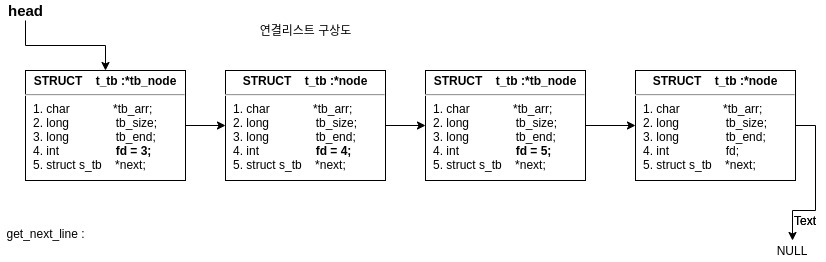 head
연결리스트 구상도
STRUCT t_tb :*tb_node
1. char *tb_arr;
2. long tb_size;
3. long tb_end;
4. int fd = 3;
5. struct s_tb *next;
STRUCT t_tb :*node
1. char *tb_arr;
2. long tb_size;
3. long tb_end;
4. int fd = 4;
5. struct s_tb *next;
STRUCT t_tb :*tb_node
1. char *tb_arr;
2. long tb_size;
3. long tb_end;
4. int fd = 5;
5. struct s_tb *next;
STRUCT t_tb :*node
1. char *tb_arr;
2. long tb_size;
3. long tb_end;
4. int fd;
5. struct s_tb *next;
Text
NULL
get_next_line :